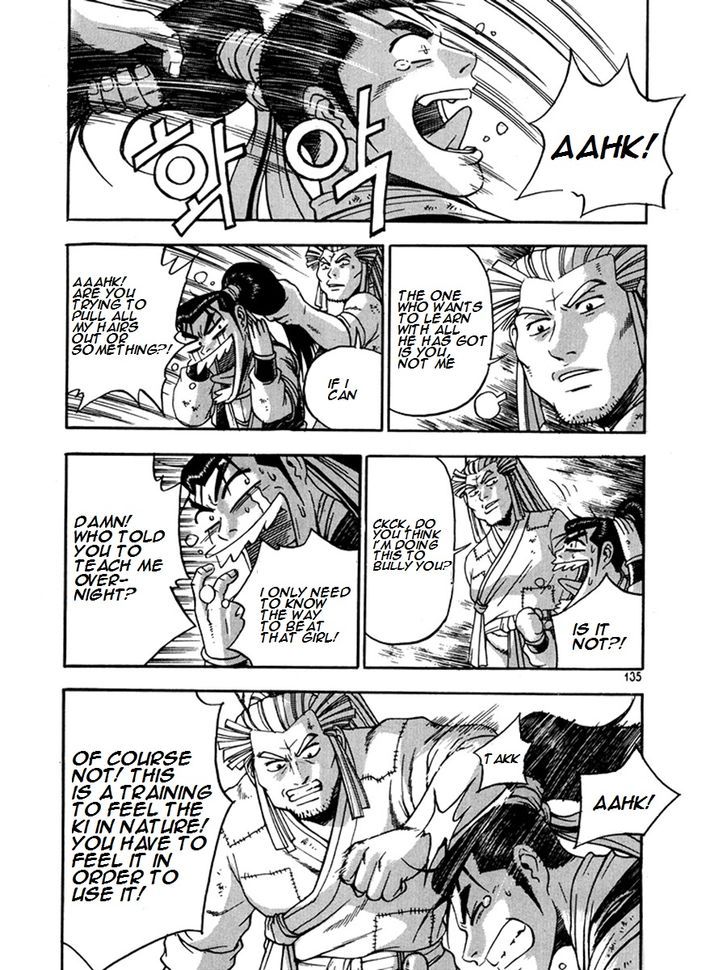 화악
AAHK!
THE ONE
WHO WANTS
TO LEARN
WITH ALL
HE HAS GOT
IS YOU,
NOT ME
AAAHK!
ARE YOU
TRYING TO
PULL ALL
MY HAIRS
OUT OR
SOMETHING?!
IF I
CAN
DAMN!
WHO TOLD
YOU TO
TEACH ME
OVER-
NIGHT?
I ONLY NEED
TO KNOW
THE WAY
TO BEAT
THAT GIRL!
CKCK, DO
YOU THINK
I'M DOING
THIS TO
BULLY YOU?
IS IT
NOT?!
135
OF COURSE
NOT! THIS
IS A TRAINING
TO FEEL THE
KI IN NATURE!
YOU HAVE TO
FEEL IT IN
ORDER TO
USE IT!
TAKK
AAHK!